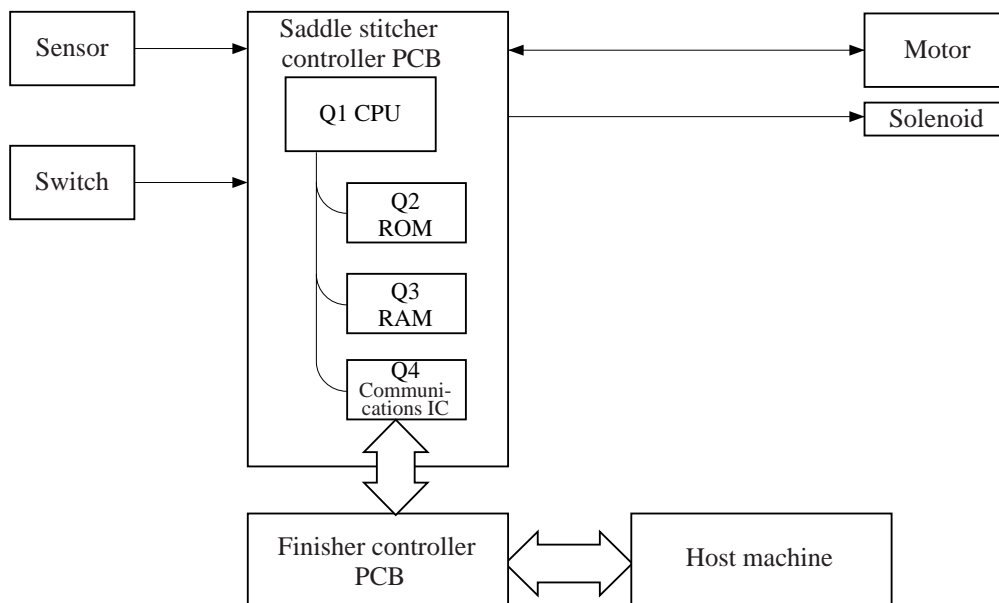 Sensor
Saddle stitcher
controller PCB
Motor
Q1 CPU
Solenoid
Switch
Q2
ROM
Q3
RAM
Q4
Communi-
cations IC
Finisher controller
PCB
Host machine